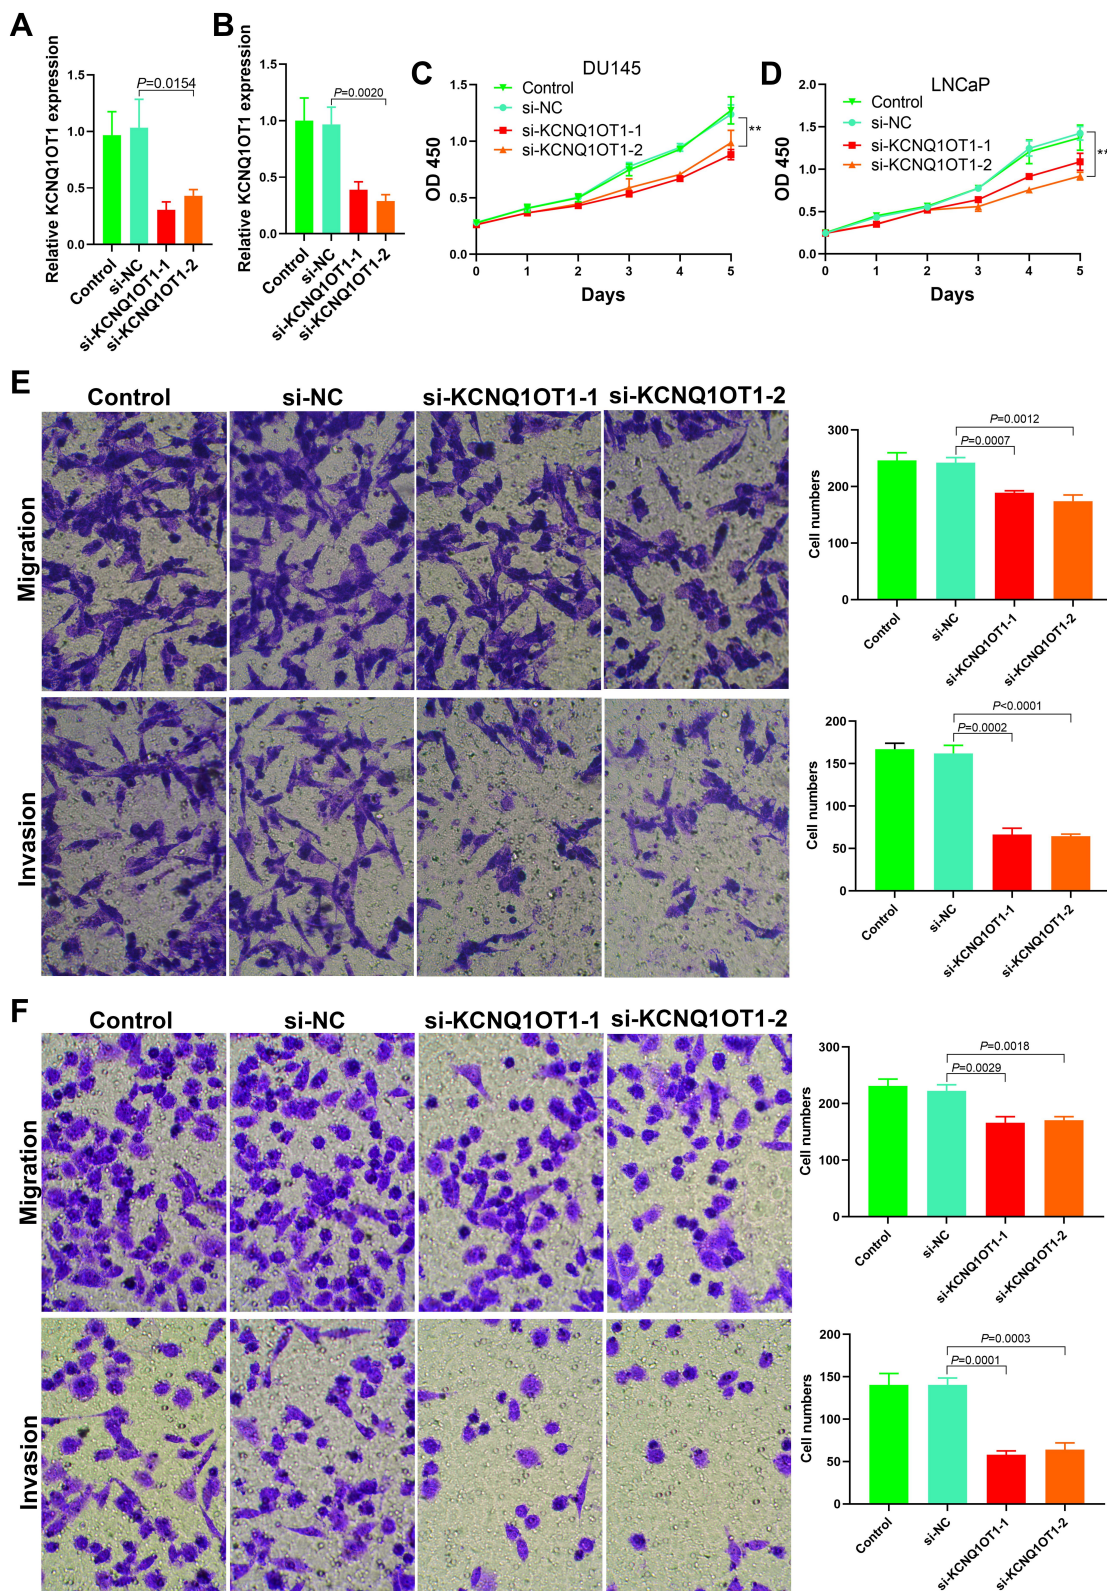 A
Relative KCNQ1OT1 expression
1.5
1.0
0.5
0.0
P=0.0154
Control
si-NC
si-KCNQ1OT1-1
si-KCNQ1OT1-2
B
Relative KCNQ1OT1 expression
1.5
1.0
0.5
0.0
P=0.0020
Control
si-NC
si-KCNQ1OT1-1
si-KCNQ1OT1-2
C
DU145
OD 450
1.5
1.0
0.5
0.0
Control
si-NC
si-KCNQ1OT1-1
si-KCNQ1OT1-2
**
0 1 2 3 4 5
Days
D
LNCaP
OD 450
2.0
1.5
1.0
0.5
0.0
Control
si-NC
si-KCNQ1OT1-1
si-KCNQ1OT1-2
**
0 1 2 3 4 5
Days
E
Control si-NC si-KCNQ1OT1-1 si-KCNQ1OT1-2
Migration
Cell numbers
300
200
100
0
P=0.0012
P=0.0007
Control
si-NC
si-KCNQ1OT1-1
si-KCNQ1OT1-2
Invasion
Cell numbers
200
150
100
50
0
P<0.0001
P=0.0002
Control
si-NC
si-KCNQ1OT1-1
si-KCNQ1OT1-2
F
Control si-NC si-KCNQ1OT1-1 si-KCNQ1OT1-2
Migration
Cell numbers
300
200
100
0
P=0.0018
P=0.0029
Control
si-NC
si-KCNQ1OT1-1
si-KCNQ1OT1-2
Invasion
Cell numbers
200
150
100
50
0
P=0.0003
P=0.0001
Control
si-NC
si-KCNQ1OT1-1
si-KCNQ1OT1-2